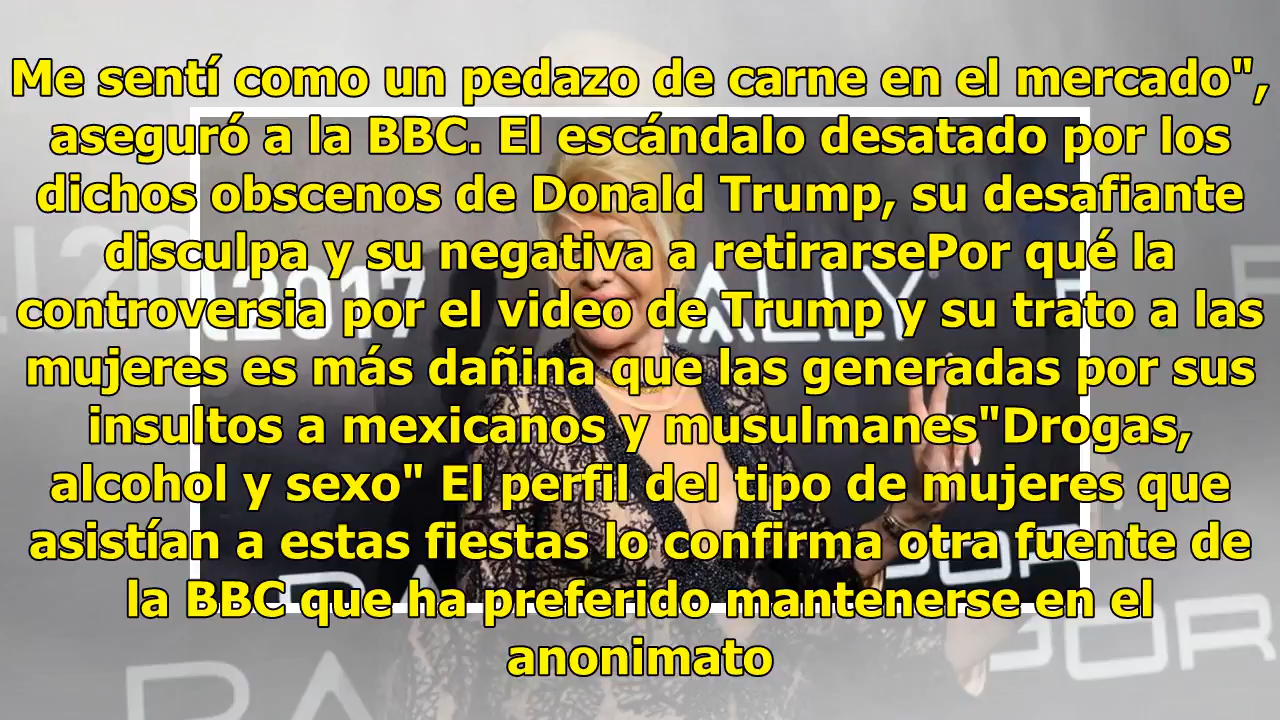 Me sentí como un pedazo de carne en el mercado",
aseguró a la BBC. El escándalo desatado por los
dichos obscenos de Donald Trump, su desafiante
disculpa y su negativa a retirarsePor qué la
controversia por el video de Trump y su trato a las
mujeres es más dañina que las generadas por sus
insultos a mexicanos y musulmanes"Drogas,
alcohol y sexo" El perfil del tipo de mujeres que
asistían a estas fiestas lo confirma otra fuente de
la BBC que ha preferido mantenerse en el
anonimato
2017